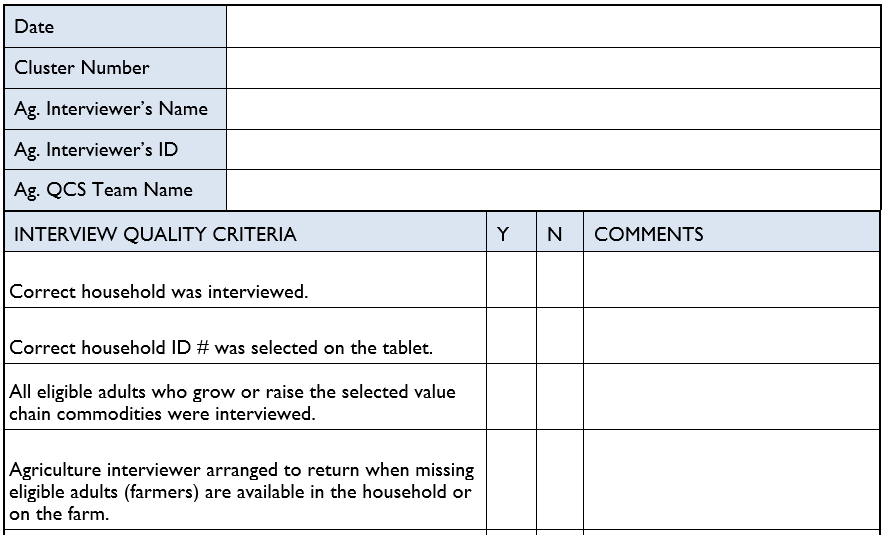 Date
Cluster Number
Ag. Interviewer's Name
Ag. Interviewer's ID
Ag. QCS Team Name
INTERVIEW QUALITY CRITERIA Y N COMMENTS
Correct household was interviewed.
Correct household ID # was selected on the tablet.
All eligible adults who grow or raise the selected value
chain commodities were interviewed.
Agriculture interviewer arranged to return when missing
eligible adults (farmers) are available in the household or
on the farm.